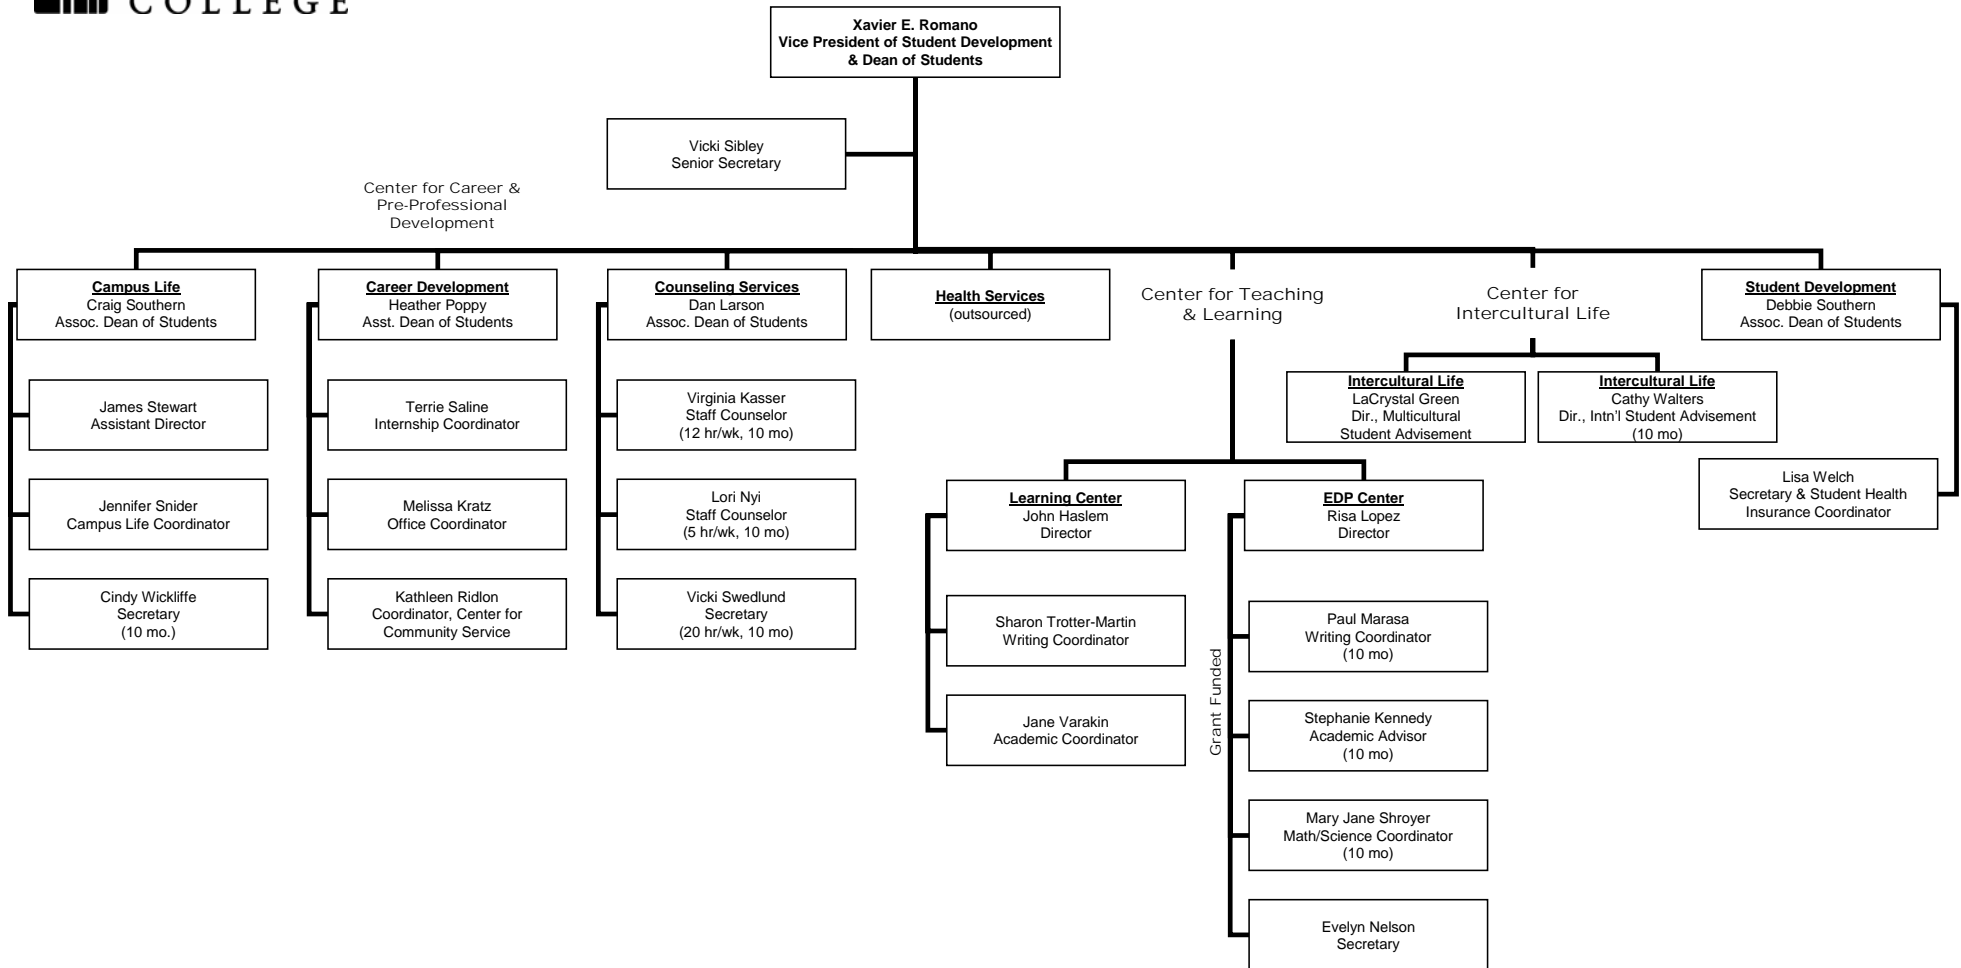 COLLEGE
Xavier E. Romano
Vice President of Student Development
& Dean of Students
Vicki Sibley
Senior Secretary
Center for Career &
Pre-Professional
Development
Campus Life
Craig Southern
Assoc. Dean of Students
James Stewart
Assistant Director
Jennifer Snider
Campus Life Coordinator
Cindy Wickliffe
Secretary
(10 mo.)
Career Development
Heather Poppy
Asst. Dean of Students
Terrie Saline
Internship Coordinator
Melissa Kratz
Office Coordinator
Kathleen Ridlon
Coordinator, Center for
Community Service
Counseling Services
Dan Larson
Assoc. Dean of Students
Virginia Kasser
Staff Counselor
(12 hr/wk, 10 mo)
Lori Nyi
Staff Counselor
(5 hr/wk, 10 mo)
Vicki Swedlund
Secretary
(20 hr/wk, 10 mo)
Health Services
(outsourced)
Center for Teaching
& Learning
Learning Center
John Haslem
Director
Sharon Trotter-Martin
Writing Coordinator
Jane Varakin
Academic Coordinator
EDP Center
Risa Lopez
Director
Grant Funded
Paul Marasa
Writing Coordinator
(10 mo)
Stephanie Kennedy
Academic Advisor
(10 mo)
Mary Jane Shroyer
Math/Science Coordinator
(10 mo)
Evelyn Nelson
Secretary
Center for
Intercultural Life
Intercultural Life
LaCrystal Green
Dir., Multicultural
Student Advisement
Intercultural Life
Cathy Walters
Dir., Intn'l Student Advisement
(10 mo)
Student Development
Debbie Southern
Assoc. Dean of Students
Lisa Welch
Secretary & Student Health
Insurance Coordinator